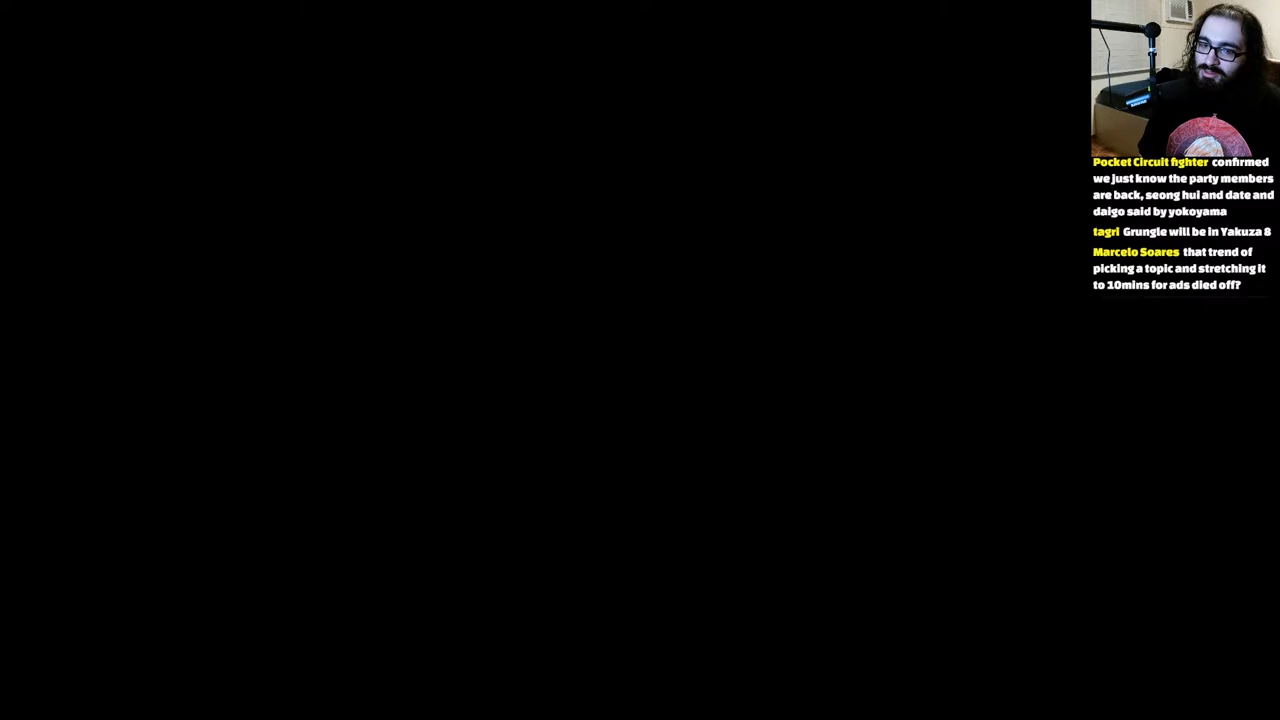 Pocket Circuit fighter confirmed
we just know the party members
are back, seong hui and date and
daigo said by yokoyama
tagri Grungle will be in Yakuza 8
Marcelo Soares that trend of
picking a topic and stretching it
to 10mins for ads died off?